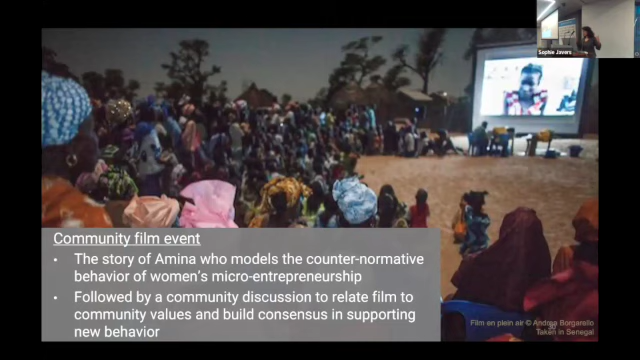 Sophie Javers
Community film event
• The story of Amina who models the counter-normative
behavior of women's micro-entrepreneurship
• Followed by a community discussion to relate film to
community values and build consensus in supporting
new behavior
Film en plein air © Andrea Borgarello
Taken in Senegal